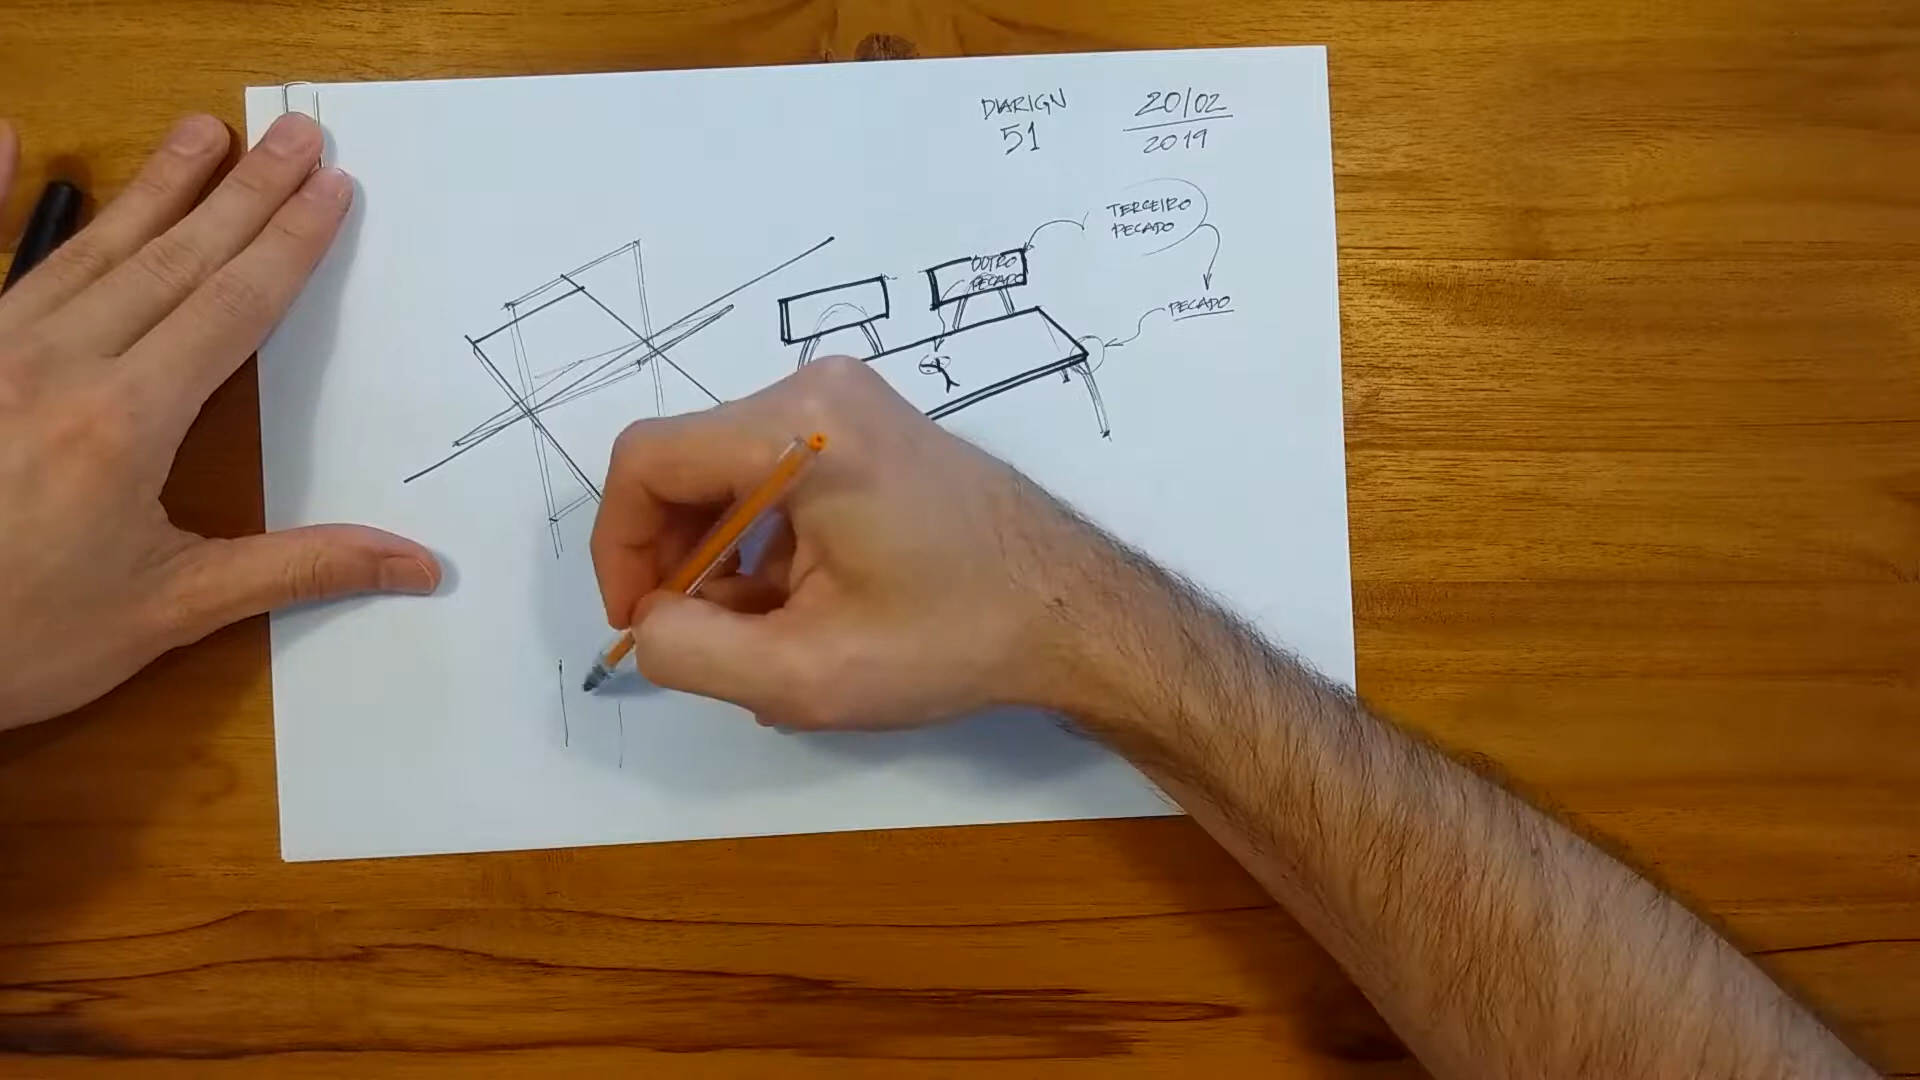 DIARIGN
51
20/02
2019
TERCEIRO
PECADO
OUTRO
PECADO
PECADO